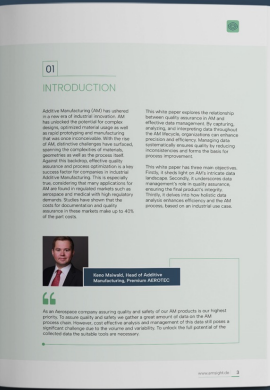 01
INTRODUCTION
Additive Manufacturing (AM) has ushered
in a new era of industrial innovation. AM
has unlocked the potential for complex
designs, optimized material usage as well
as rapid prototyping and manufacturing
that was once inconceivable. With the rise
of AM, distinctive challenges have surfaced,
spanning the complexities of materials,
geometries as well as the process itself.
Against this backdrop, effective quality
assurance and process optimisation is a key
success factor for companies in industrial
Additive Manufacturing. This is especially
true, considering that many applications for
AM are found in regulated markets such as
aerospace and medical with high regulatory
demands. Studies have shown that the
costs for documentation and quality
assurance in these markets make up to 40%
of the part costs.
This white paper explores the relationship
between quality assurance in AM and
effective data management. By capturing,
analyzing, and interpreting data throughout
the AM lifecycle, organisations can enhance
precision and efficiency. Managing data
systematically ensures quality by reducing
inconsistencies and forms the basis for
process improvement.
This white paper has three main objectives.
Firstly, it sheds light on AM's intricate data
landscape. Secondly, it underscores data
management's role in quality assurance,
ensuring the final product's integrity.
Thirdly, it delves into how holistic data
analysis enhances efficiency and the AM
process, based on an industrial use case.
Rene Maiwald, Head of Additive
Manufacturing, Premium AEROTEC
As an Aerospace company assuring quality and safety of our AM products is our highest
priority. To assure quality and safety we gather a great amount of data on the AM
process chain. However, cost effective analysis and management of this data still poses a
significant challenge due to the volume and variability. To unlock the full potential of the
collected data the suitable tools are necessary.